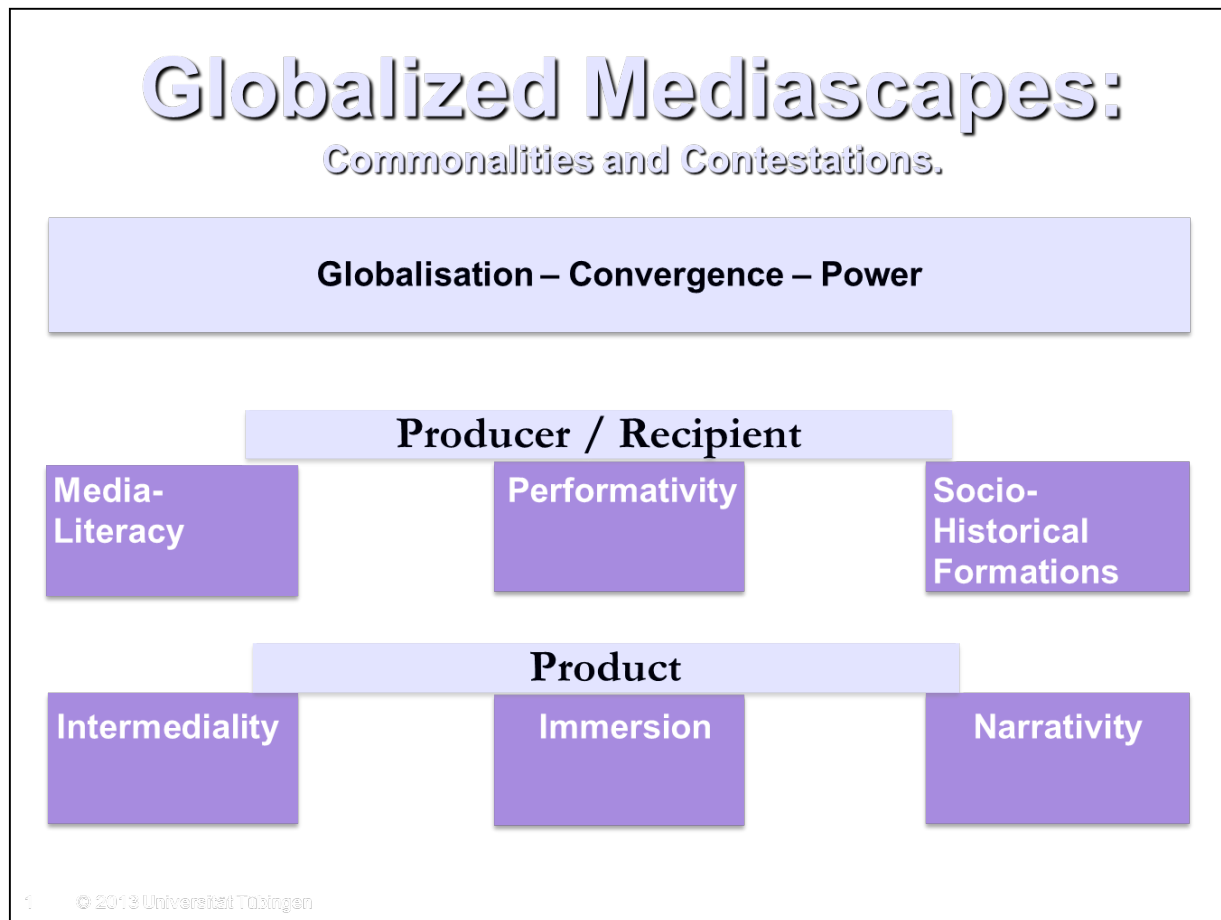 Globalized Mediascapes:
Commonalities and Contestations.
Globalisation – Convergence – Power
Producer / Recipient
Media-
Literacy
Performativity
Socio-
Historical
Formations
Product
Intermediality
Immersion
Narrativity
1 © 2013 Universität Tübingen